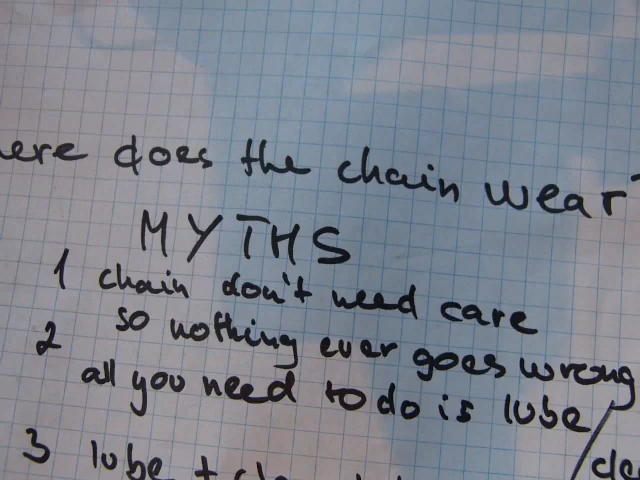 ere does the chain wear
MYTHS
1 chain don't need care
so nothing ever goes wrong
2 all you need to do is lube/
3 lube +